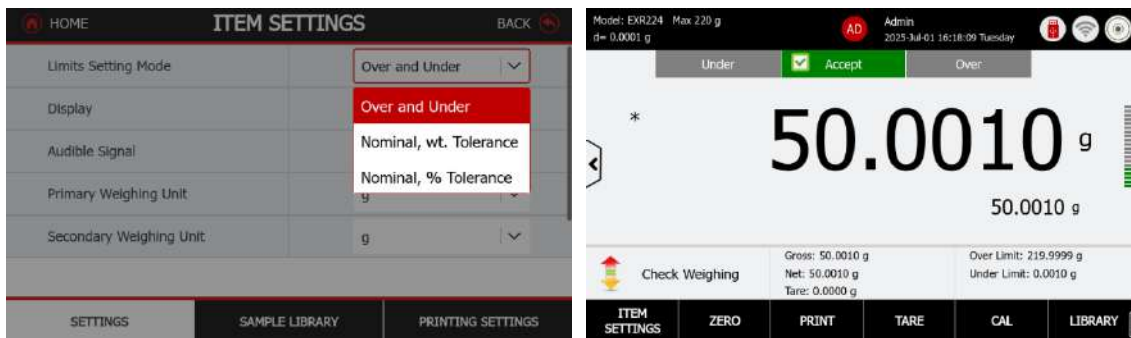 HOME ITEM SETTINGS BACK
Limits Setting Mode Over and Under
Display Over and Under
Audible Signal Nominal, wt. Tolerance
Nominal, % Tolerance
Primary Weighing Unit g
Secondary Weighing Unit g
SETTINGS SAMPLE LIBRARY PRINTING SETTINGS
Model: EXR224 Max 220 g
d= 0.0001 g
AD
Admin
2025-Jul-01 16:18:09 Tuesday
Under Accept Over
* 50.0010 g
50.0010 g
Check Weighing
Gross: 50.0010 g
Net: 50.0010 g
Tare: 0.0000 g
Over Limit: 219.9999 g
Under Limit: 0.0010 g
ITEM SETTINGS ZERO PRINT TARE CAL LIBRARY